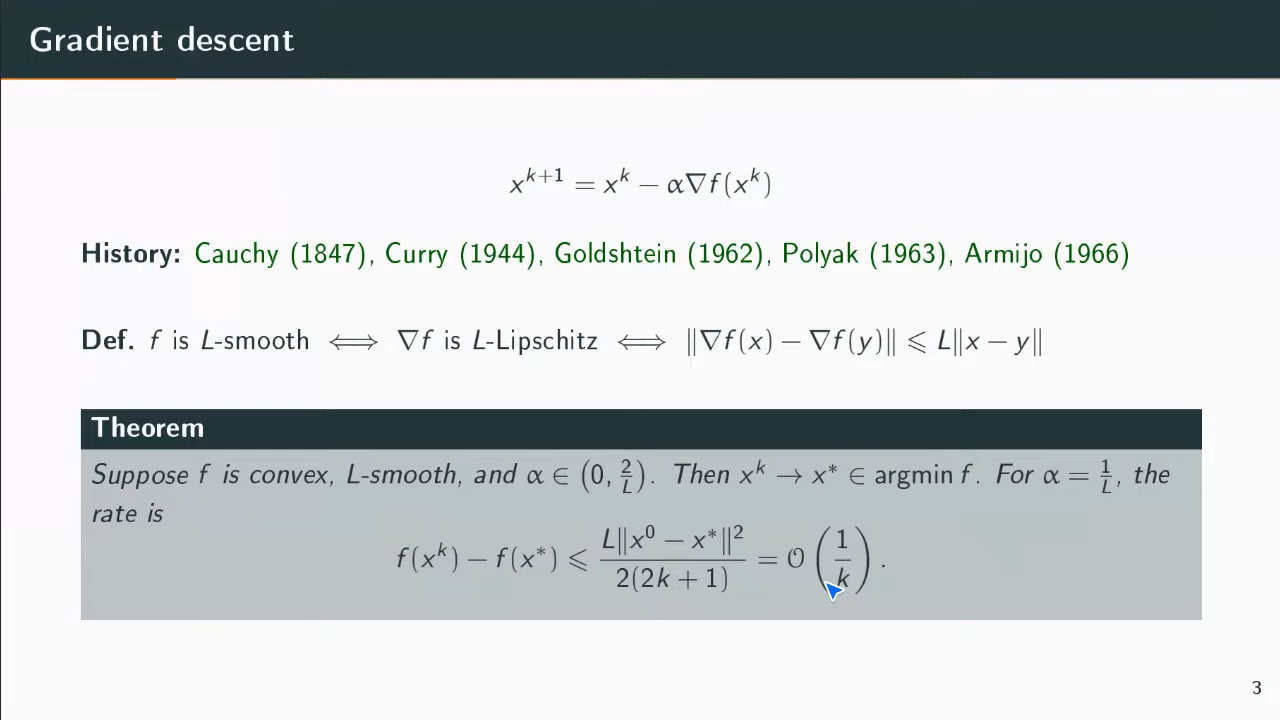 Gradient descent
x^{k+1} = x^k − α∇f(x^k)
History: Cauchy (1847), Curry (1944), Goldshtein (1962), Polyak (1963), Armijo (1966)
Def. f is L-smooth ⟺ ∇f is L-Lipschitz ⟺ ‖∇f(x) − ∇f(y)‖ ⩽ L‖x − y‖
Theorem
Suppose f is convex, L-smooth, and α ∈ (0, 2/L). Then x^k → x* ∈ argmin f. For α = 1/L, the
rate is
f(x^k) − f(x*) ⩽ L‖x^0 − x*‖^2 / 2(2k + 1) = O(1/k).
3